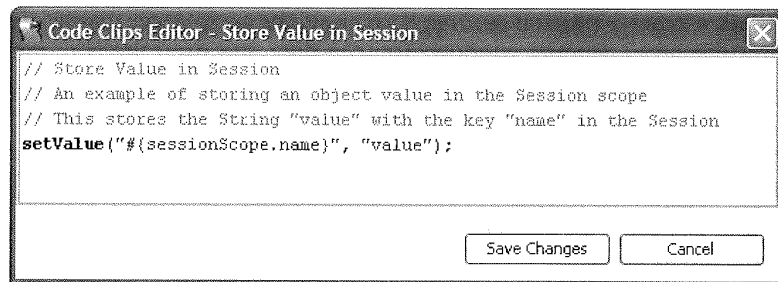 Code Clips Editor - Store Value in Session
// Store Value in Session
// An example of storing an object value in the Session scope
// This stores the String "value" with the key "name" in the Session
setValue("#{sessionScope.name}", "value");
Save Changes
Cancel